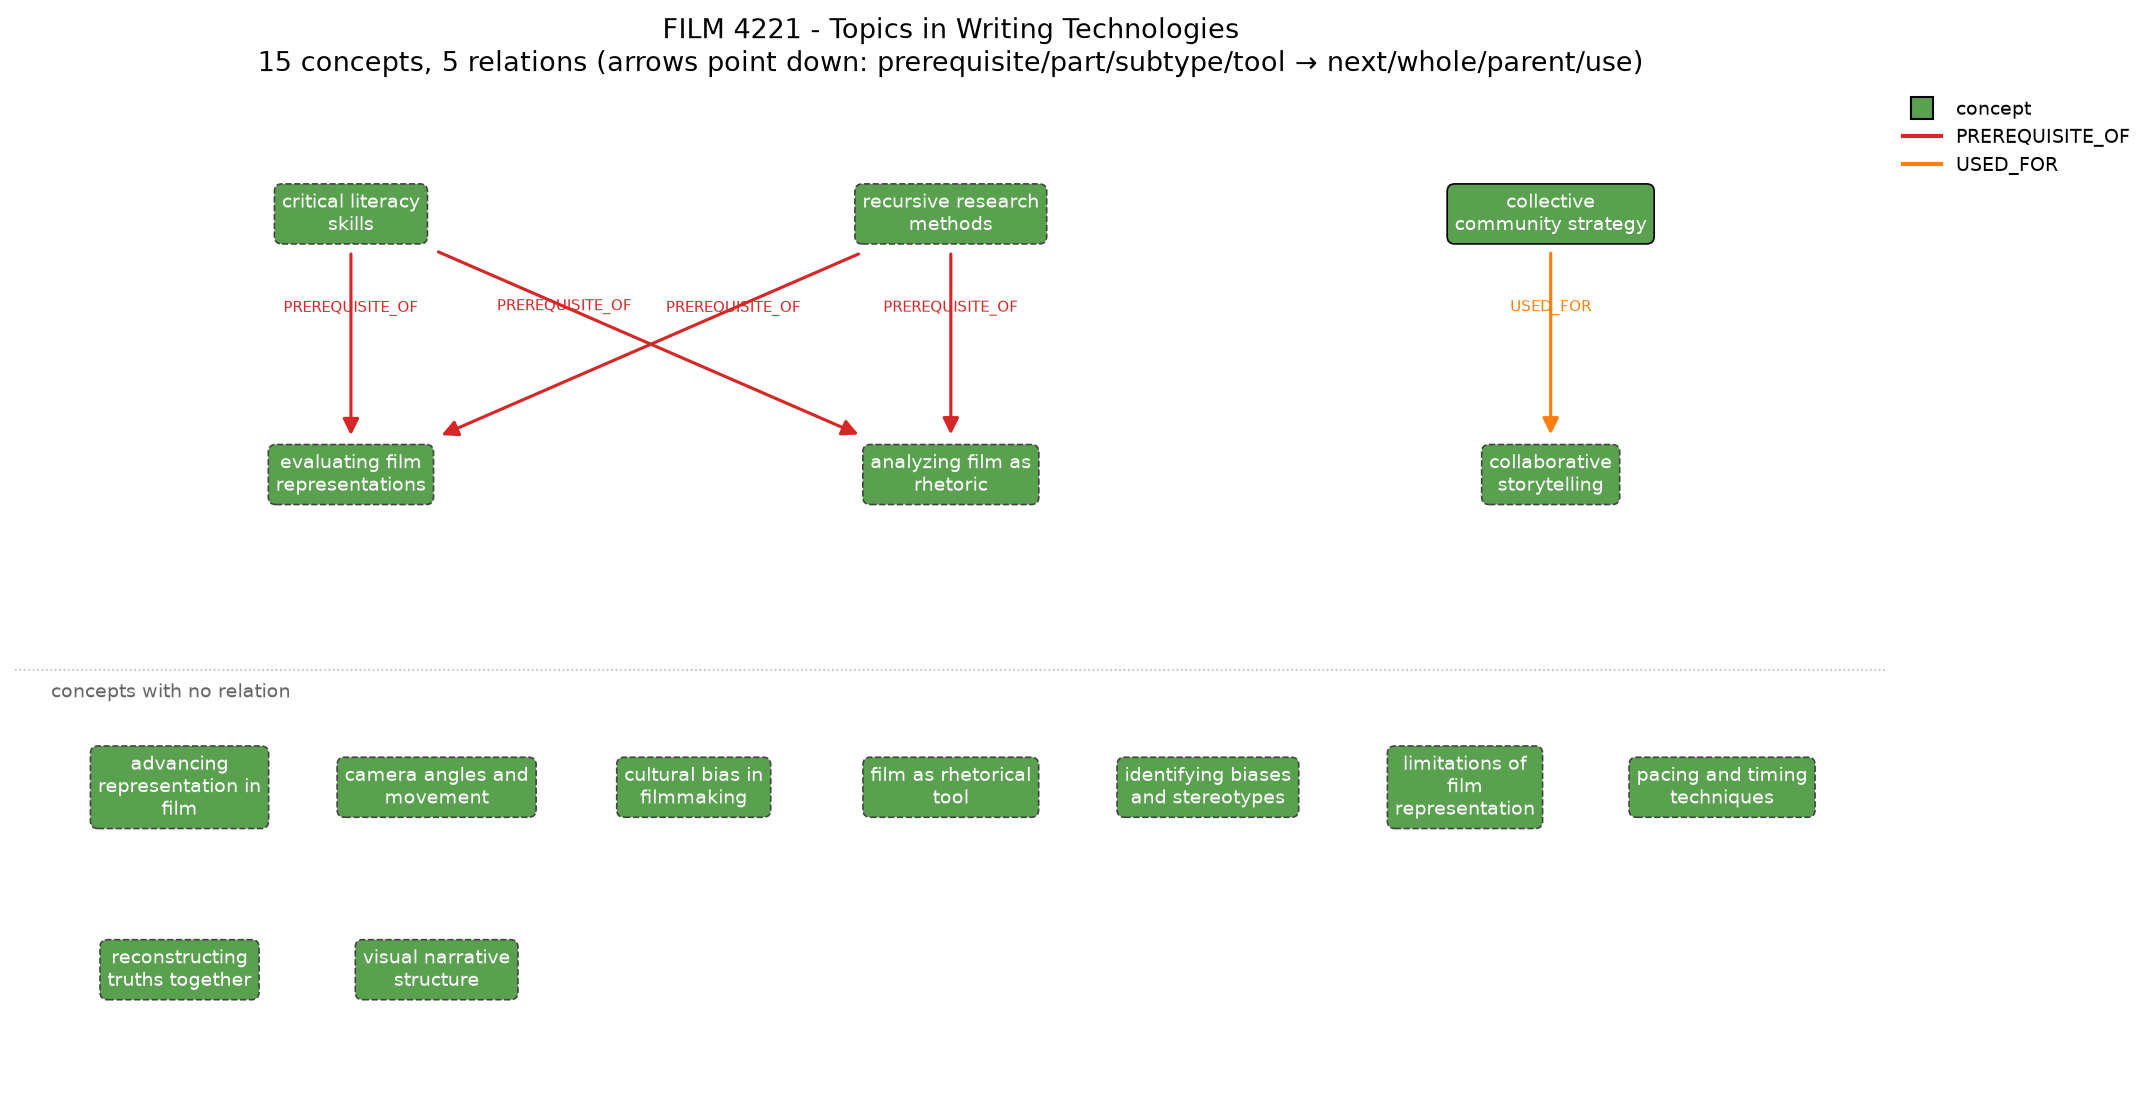 FILM 4221 - Topics in Writing Technologies
15 concepts, 5 relations (arrows point down: prerequisite/part/subtype/tool → next/whole/parent/use)
concept
PREREQUISITE_OF
USED_FOR
critical literacy
skills
recursive research
methods
collective
community strategy
PREREQUISITE_OF
PREREQUISITE_OF
PREREQUISITE_OF
PREREQUISITE_OF
USED_FOR
evaluating film
representations
analyzing film as
rhetoric
collaborative
storytelling
concepts with no relation
advancing
representation in
film
camera angles and
movement
cultural bias in
filmmaking
film as rhetorical
tool
identifying biases
and stereotypes
limitations of
film
representation
pacing and timing
techniques
reconstructing
truths together
visual narrative
structure